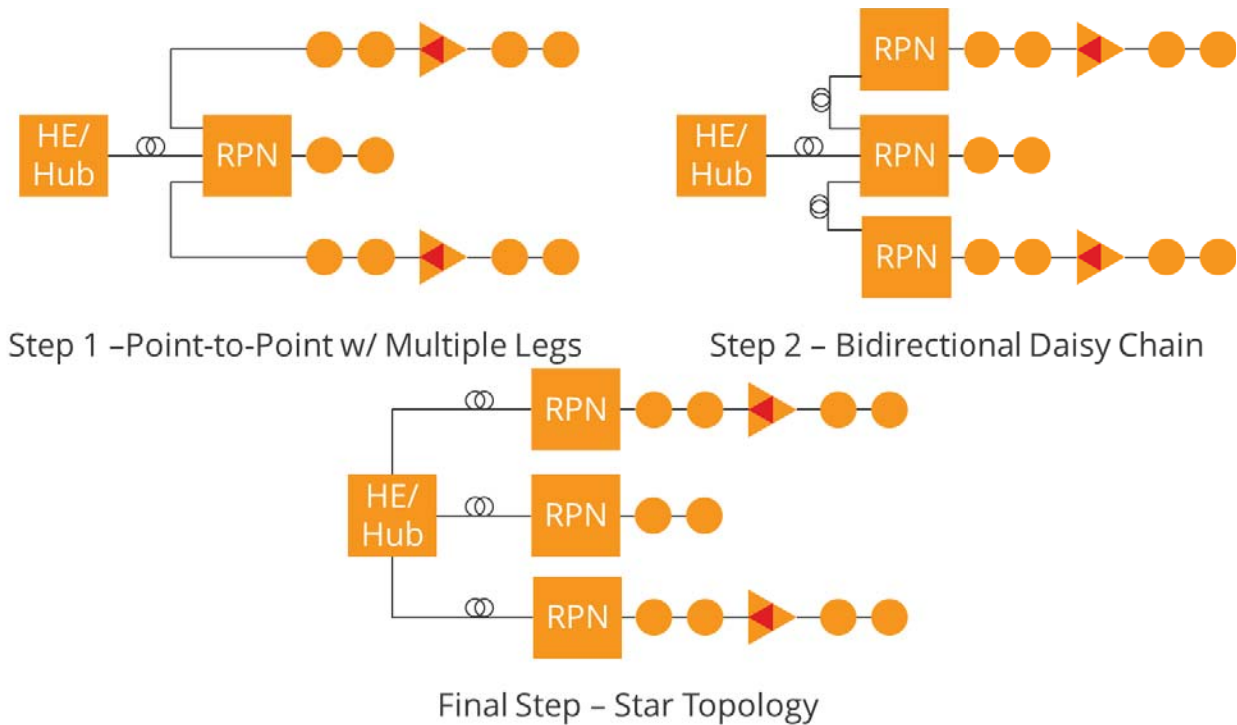 HE/
Hub
RPN
Step 1 –Point-to-Point w/ Multiple Legs
RPN
HE/
Hub
RPN
RPN
Step 2 – Bidirectional Daisy Chain
RPN
HE/
Hub
RPN
RPN
Final Step – Star Topology